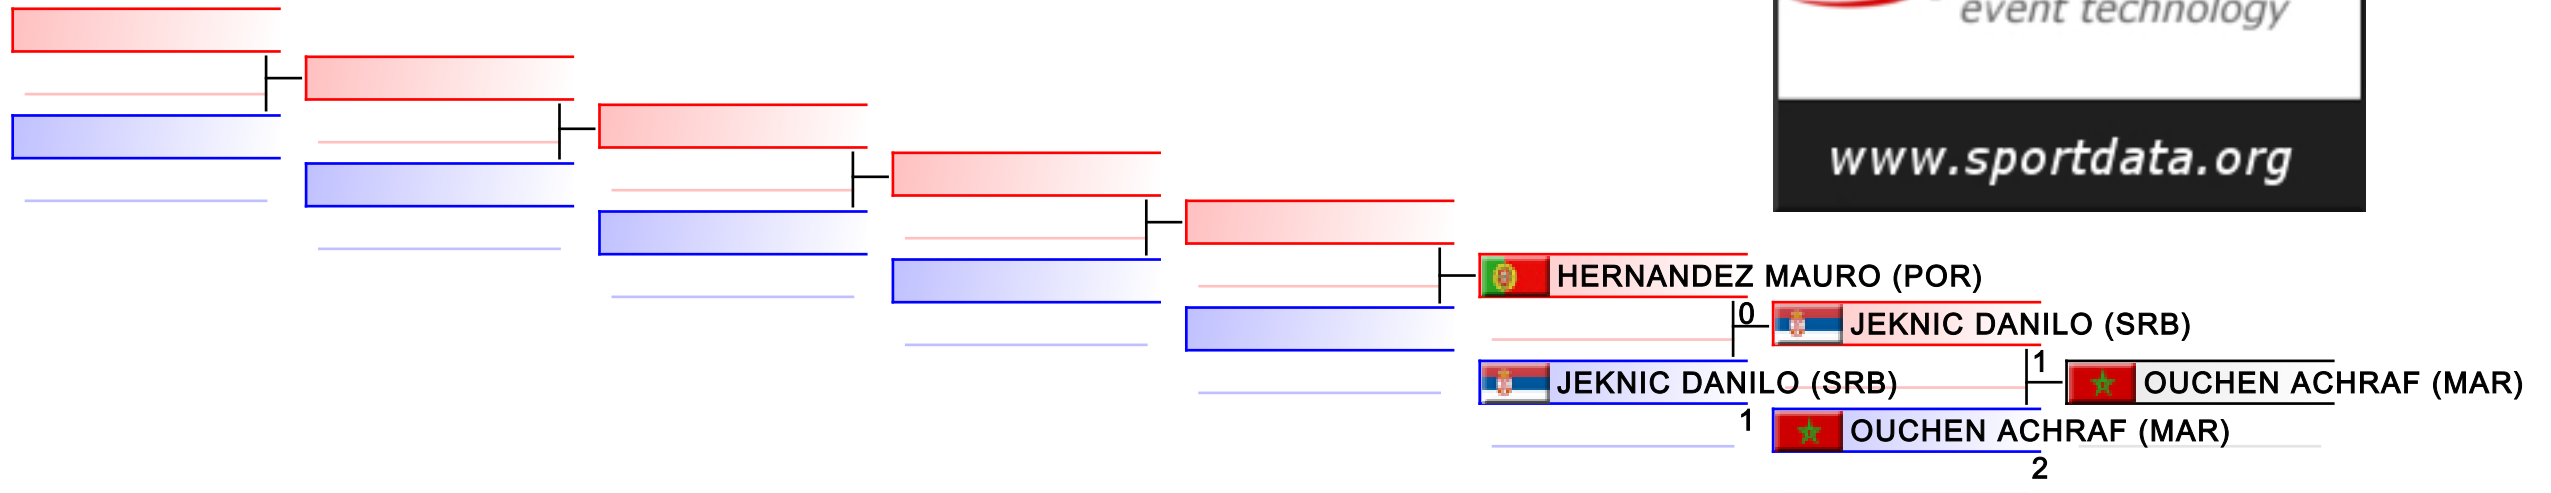 event technology
www.sportdata.org
HERNANDEZ MAURO (POR)
0
JEKNIC DANILO (SRB)
1
JEKNIC DANILO (SRB)
OUCHEN ACHRAF (MAR)
1
OUCHEN ACHRAF (MAR)
2